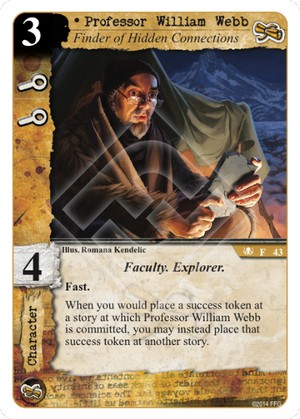 3
• Professor William Webb
Finder of Hidden Connections
Illus. Romana Kendelic
F 43
4
Faculty. Explorer.
Fast.
When you would place a success token at
a story at which Professor William Webb
is committed, you may instead place that
success token at another story.
Character
©2014 FFG